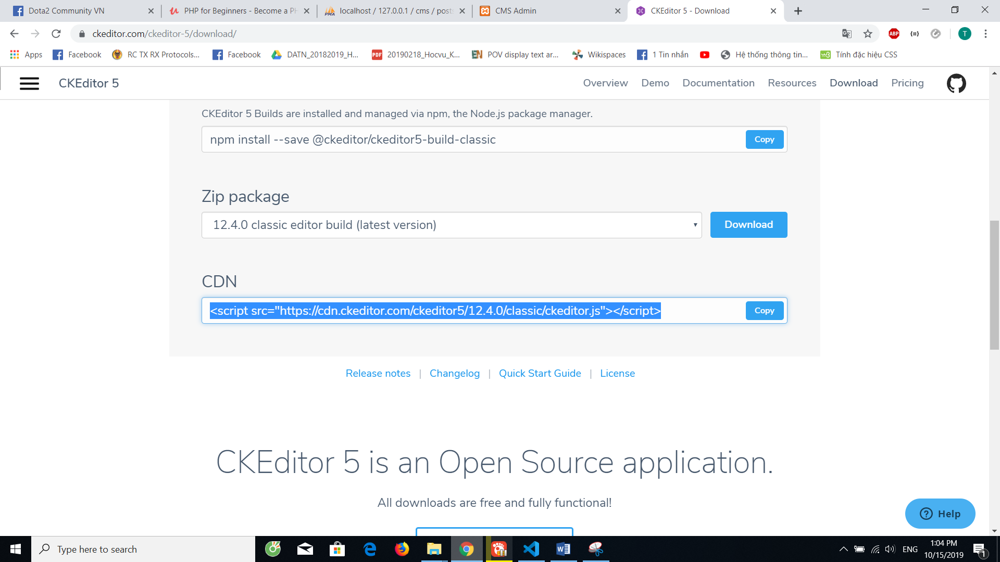 Dota2 Community VN
PHP for Beginners - Become a PH
localhost / 127.0.0.1 / cms / posts
CMS Admin
CKEditor 5 - Download
ckeditor.com/ckeditor-5/download/
ABP
T
Apps
Facebook
RC TX RX Protocols...
Facebook
DATN_20182019_H...
PDF
20190218_Hocvu_K...
EN
POV display text ar...
Wikispaces
1 Tin nhắn
Hệ thống thông tin...
w3
Tính đặc hiệu CSS
CKEditor 5
Overview
Demo
Documentation
Resources
Download
Pricing
CKEditor 5 Builds are installed and managed via npm, the Node.js package manager.
npm install --save @ckeditor/ckeditor5-build-classic
Copy
Zip package
12.4.0 classic editor build (latest version)
Download
CDN
<script src="https://cdn.ckeditor.com/ckeditor5/12.4.0/classic/ckeditor.js"></script>
Copy
Release notes | Changelog | Quick Start Guide | License
CKEditor 5 is an Open Source application.
All downloads are free and fully functional!
? Help
Type here to search
ENG
1:04 PM
10/15/2019
1